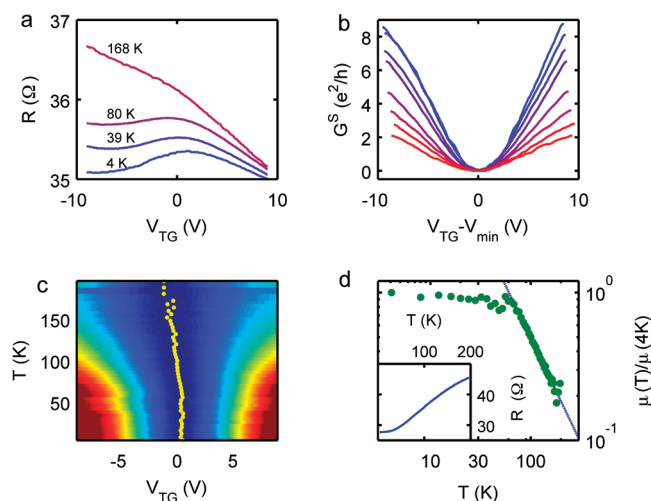 a
37
168 K
R (Ω)
36
80 K
39 K
4 K
35
-10 0 10
V_TG (V)
b
8
6
G^S (e^2/h)
4
2
0
-10 0 10
V_TG-V_min (V)
c
150
T (K)
100
50
-5 0 5
V_TG (V)
d
10^0
T (K)
100 200
40
R (Ω)
30
μ(T)/μ(4K)
10^-1
10 30 100
T (K)